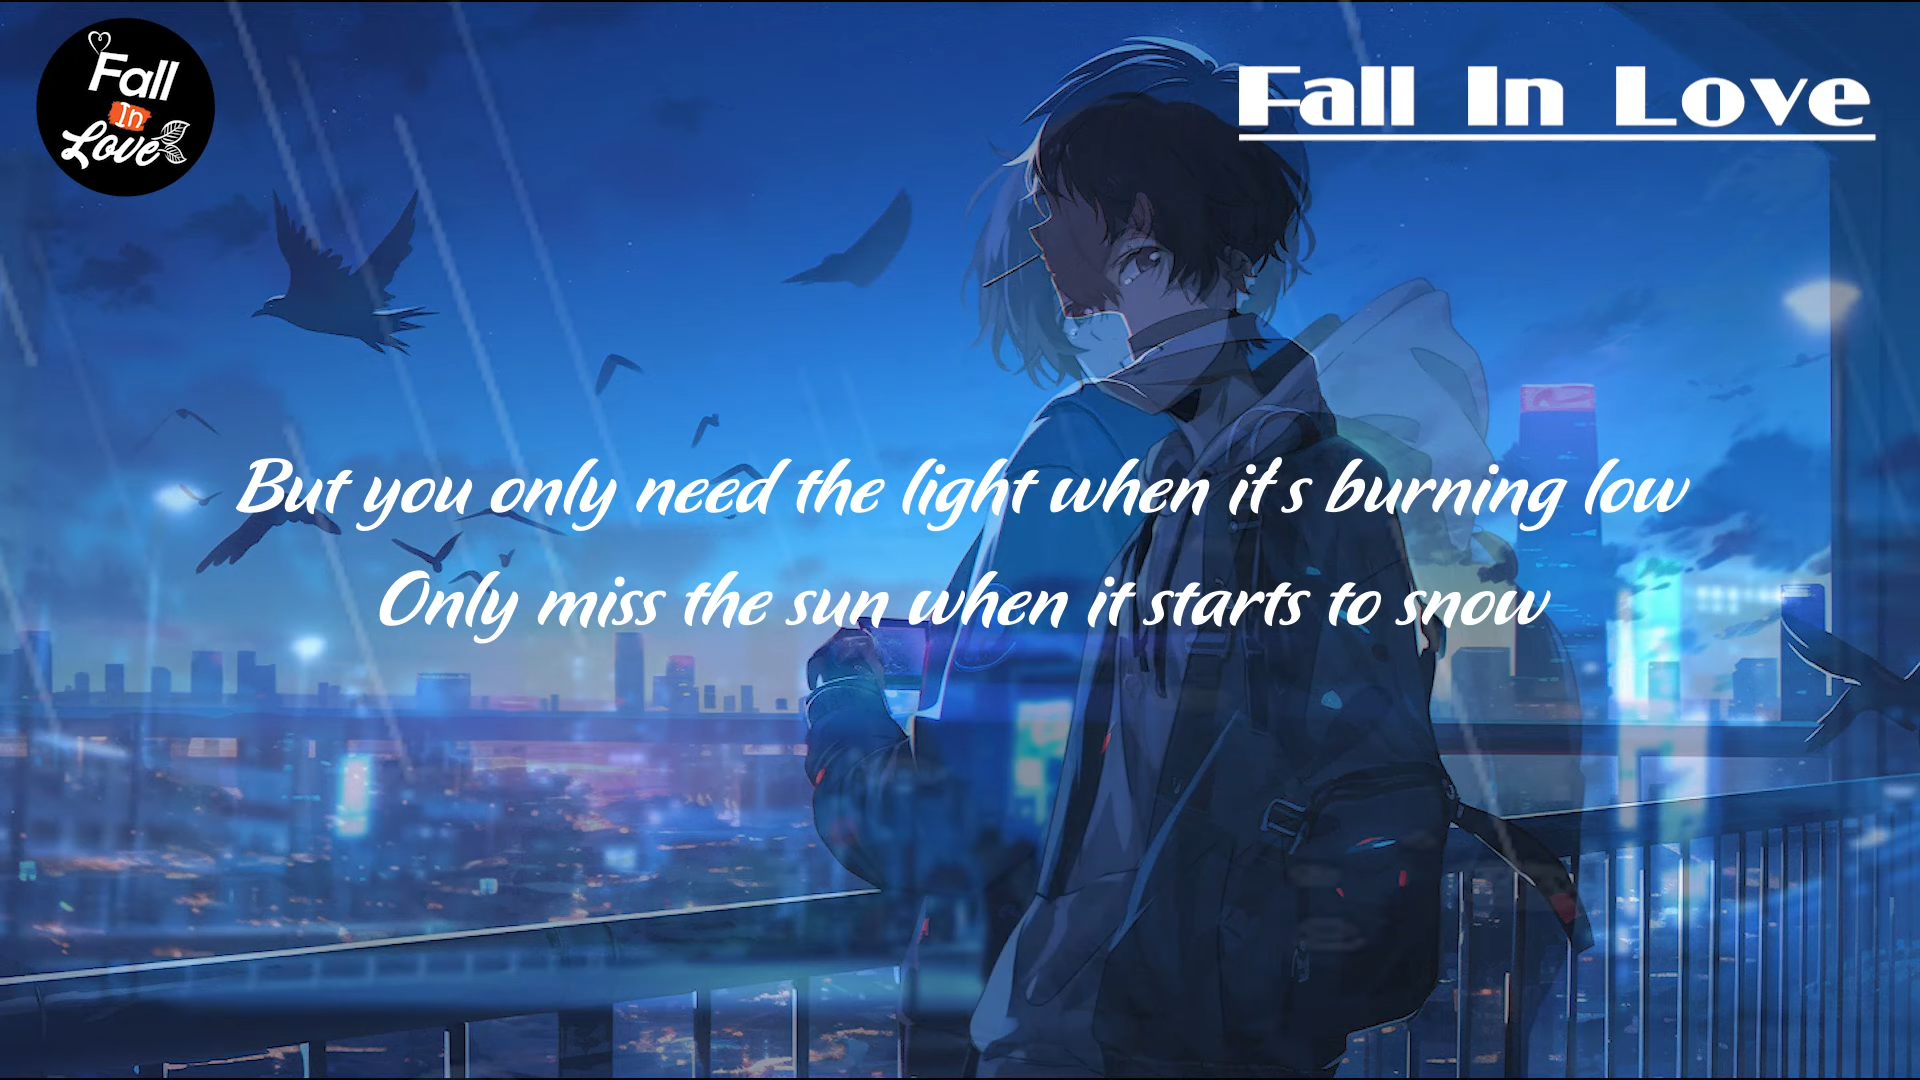 Fall
In
Love
Fall In Love
But you only need the light when it's burning low
Only miss the sun when it starts to snow